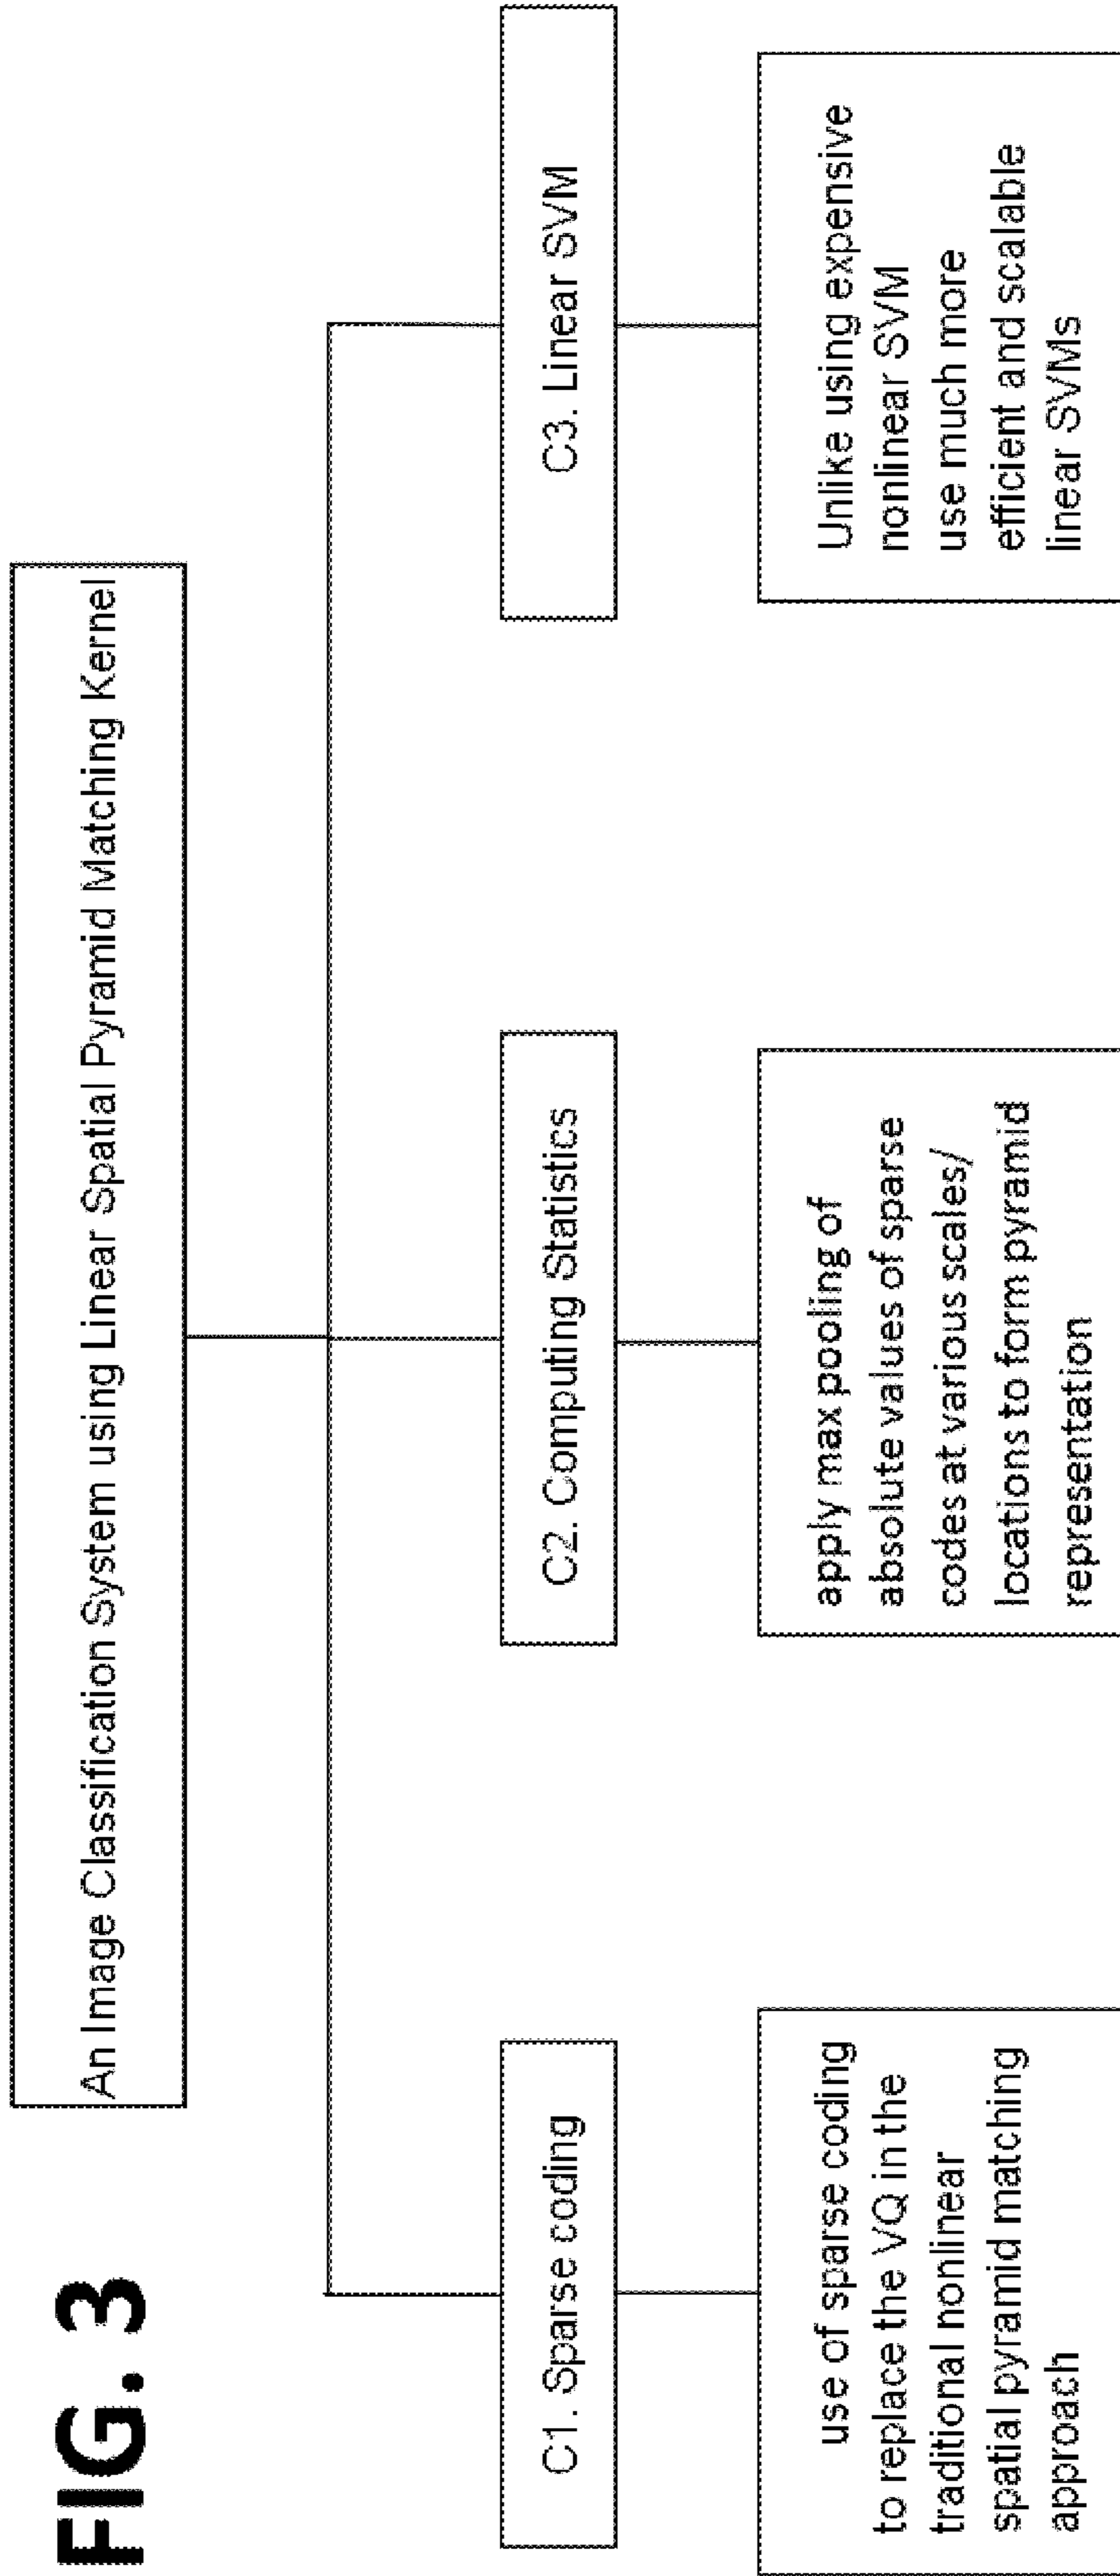 FIG. 3
An Image Classification System using Linear Spatial Pyramid Matching Kernel
C1. Sparse coding
use of sparse coding
to replace the VQ in the
traditional nonlinear
spatial pyramid matching
approach
C2. Computing Statistics
apply max pooling of
absolute values of sparse
codes at various scales/
locations to form pyramid
representation
C3. Linear SVM
Unlike using expensive
nonlinear SVM
use much more
efficient and scalable
linear SVMs